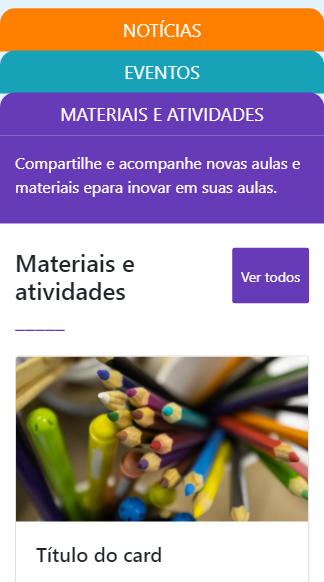 NOTÍCIAS
EVENTOS
MATERIAIS E ATIVIDADES
Compartilhe e acompanhe novas aulas e
materiais epara inovar em suas aulas.
Materiais e
atividades
Ver todos
Título do card